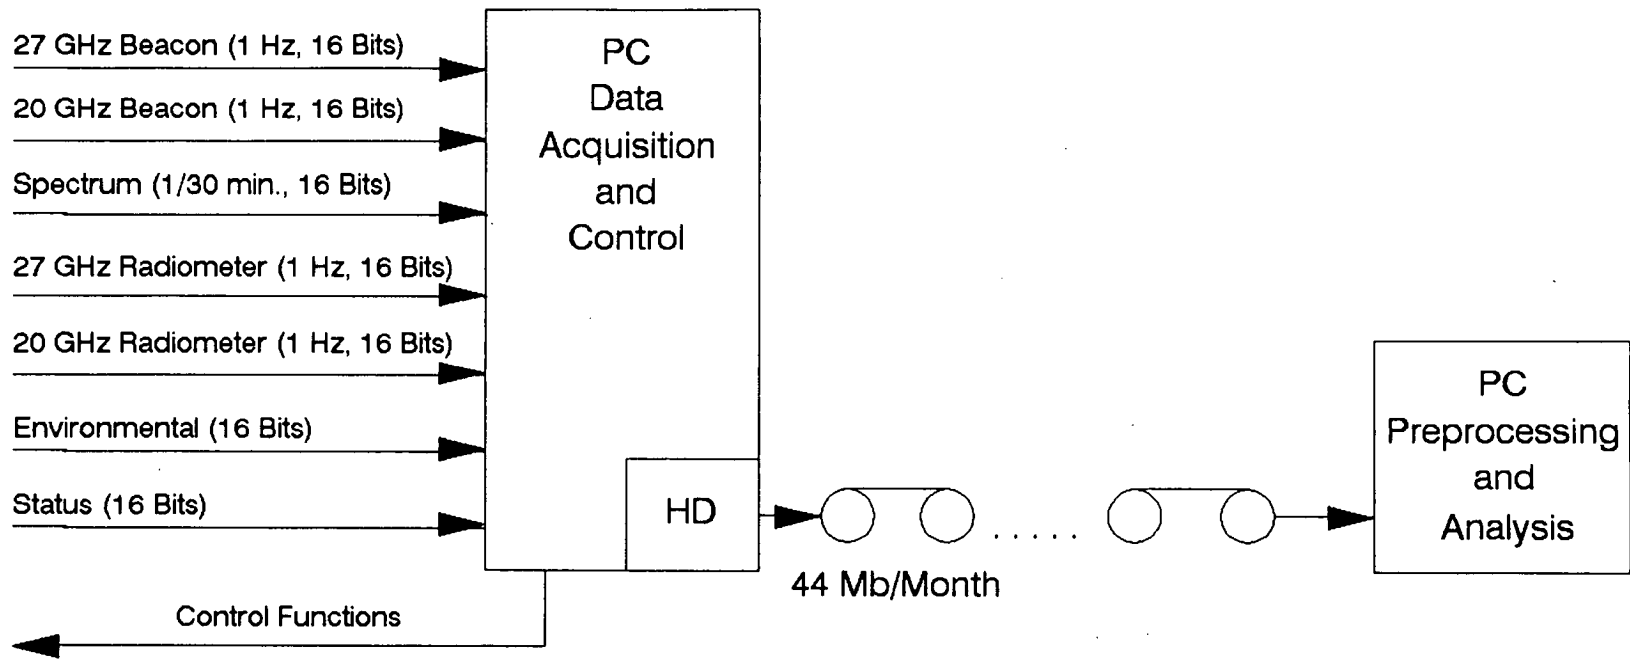 27 GHz Beacon (1 Hz, 16 Bits)
20 GHz Beacon (1 Hz, 16 Bits)
Spectrum (1/30 min., 16 Bits)
27 GHz Radiometer (1 Hz, 16 Bits)
20 GHz Radiometer (1 Hz, 16 Bits)
Environmental (16 Bits)
Status (16 Bits)
Control Functions
PC
Data
Acquisition
and
Control
HD
. . . . .
44 Mb/Month
PC
Preprocessing
and
Analysis